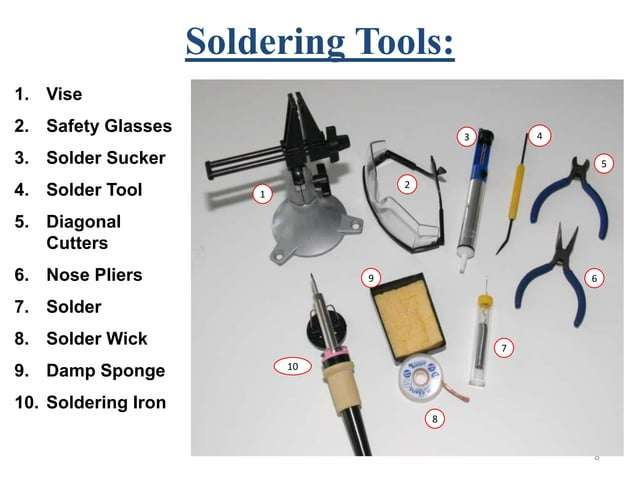 Soldering Tools:
1. Vise
2. Safety Glasses
3. Solder Sucker
4. Solder Tool
5. Diagonal
Cutters
6. Nose Pliers
7. Solder
8. Solder Wick
9. Damp Sponge
10. Soldering Iron
1
2
3
4
5
6
7
8
9
10